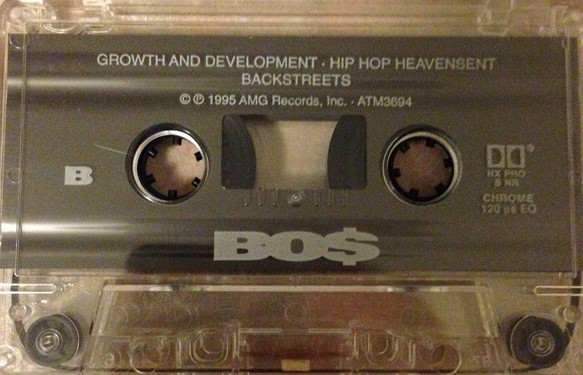 GROWTH AND DEVELOPMENT · HIP HOP HEAVENSENT
BACKSTREETS
© ℗ 1995 AMG Records, Inc. · ATM3694
B
HX PRO
B NR
CHROME
120 µs EQ
BO$